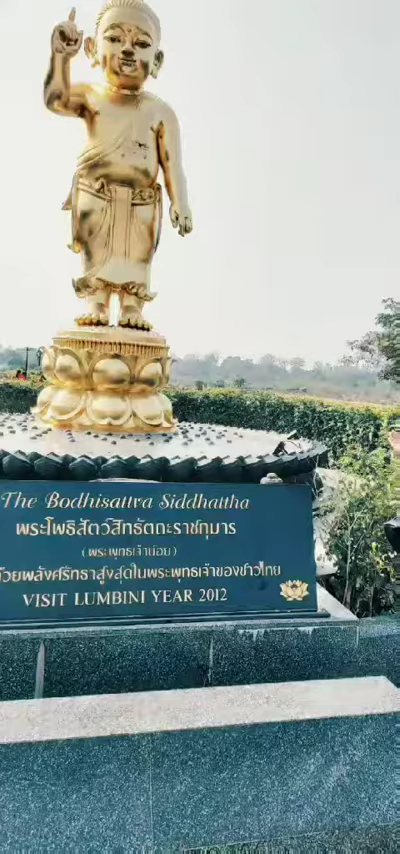 The Bodhisattva Siddhattha
พระโพธิสัตว์สิทธัตถะราชกุมาร
(พระพุทธเจ้าน้อย)
ด้วยพลังศรัทธาสูงสุดในพระพุทธเจ้าของชาวไทย
VISIT LUMBINI YEAR 2012